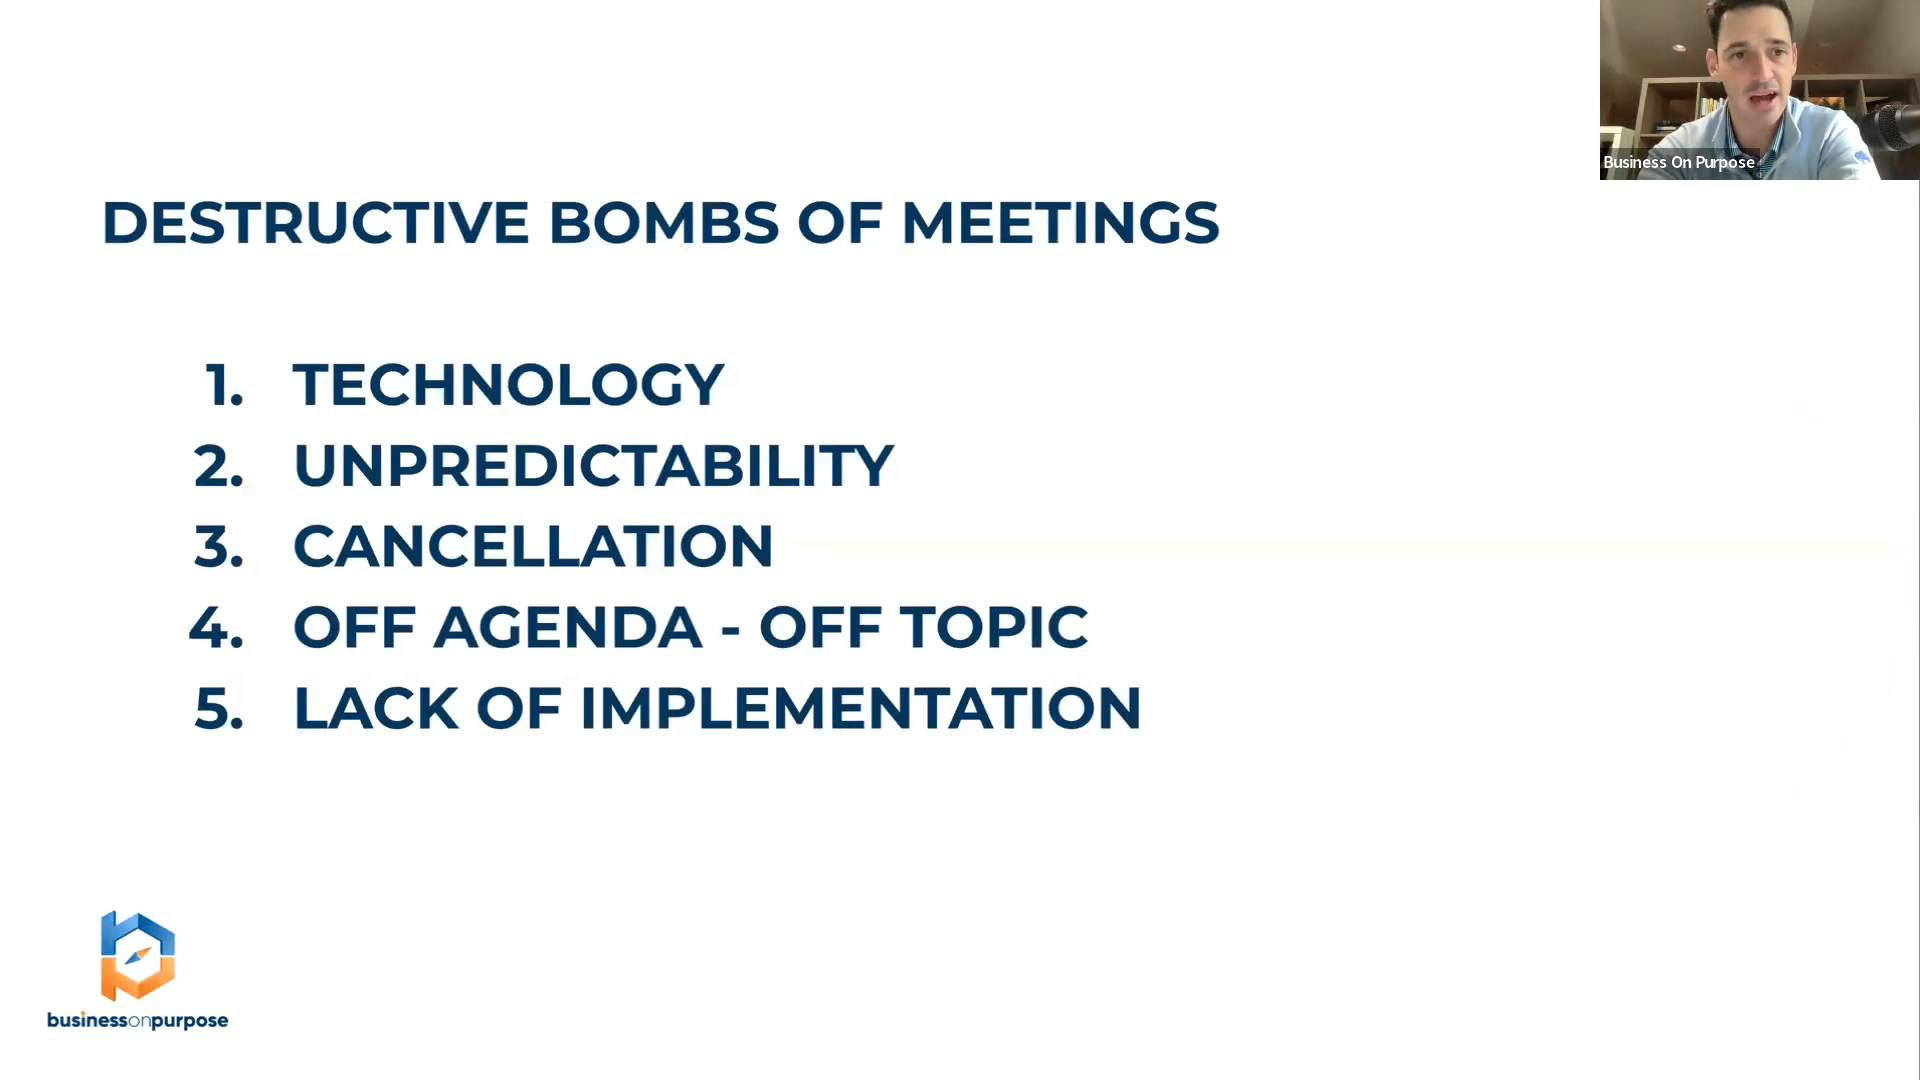 Business On Purpose
DESTRUCTIVE BOMBS OF MEETINGS
1. TECHNOLOGY
2. UNPREDICTABILITY
3. CANCELLATION
4. OFF AGENDA - OFF TOPIC
5. LACK OF IMPLEMENTATION
businessonpurpose